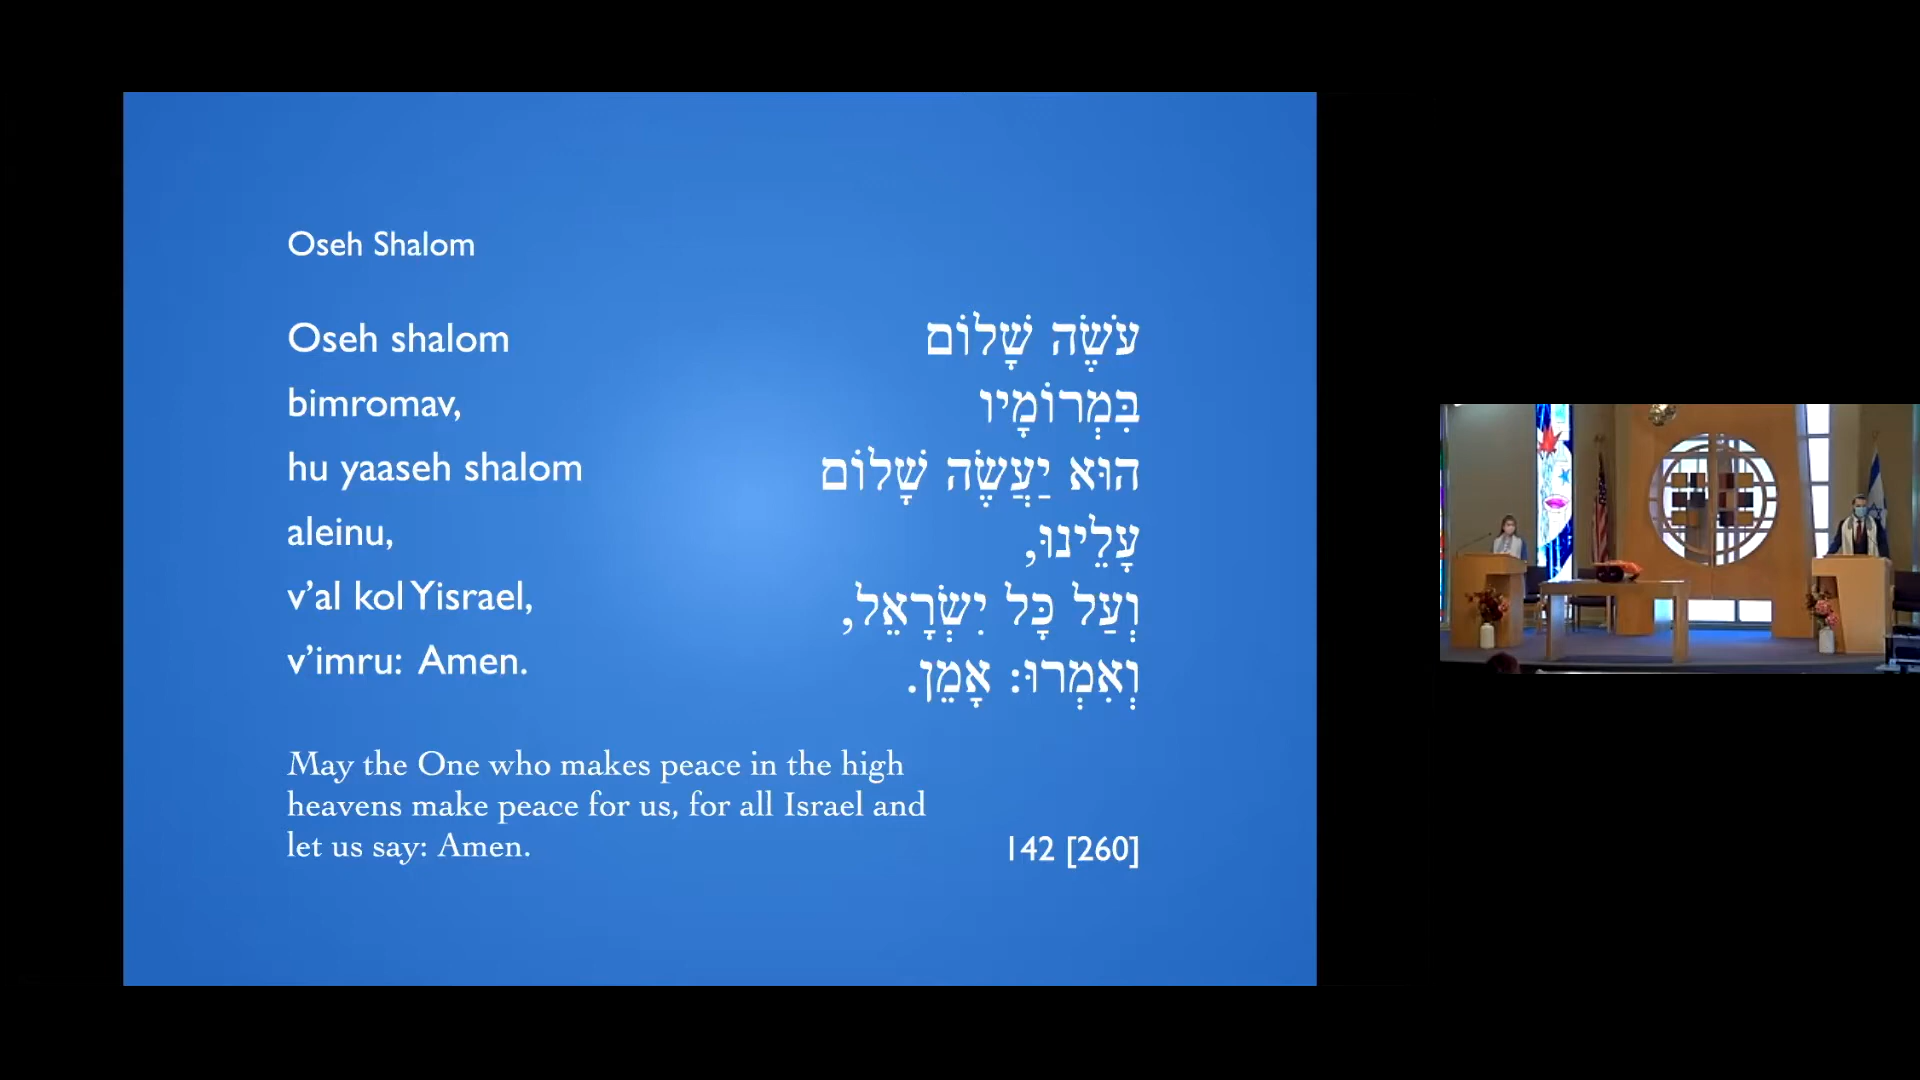 Oseh Shalom
Oseh shalom
bimromav,
hu yaaseh shalom
aleinu,
v’al kol Yisrael,
v’imru: Amen.
עֹשֶׂה שָׁלוֹם
בִּמְרוֹמָיו
הוּא יַעֲשֶׂה שָׁלוֹם
עָלֵינוּ,
וְעַל כָּל יִשְׂרָאֵל,
וְאִמְרוּ: אָמֵן.
May the One who makes peace in the high
heavens make peace for us, for all Israel and
let us say: Amen.
142 [260]